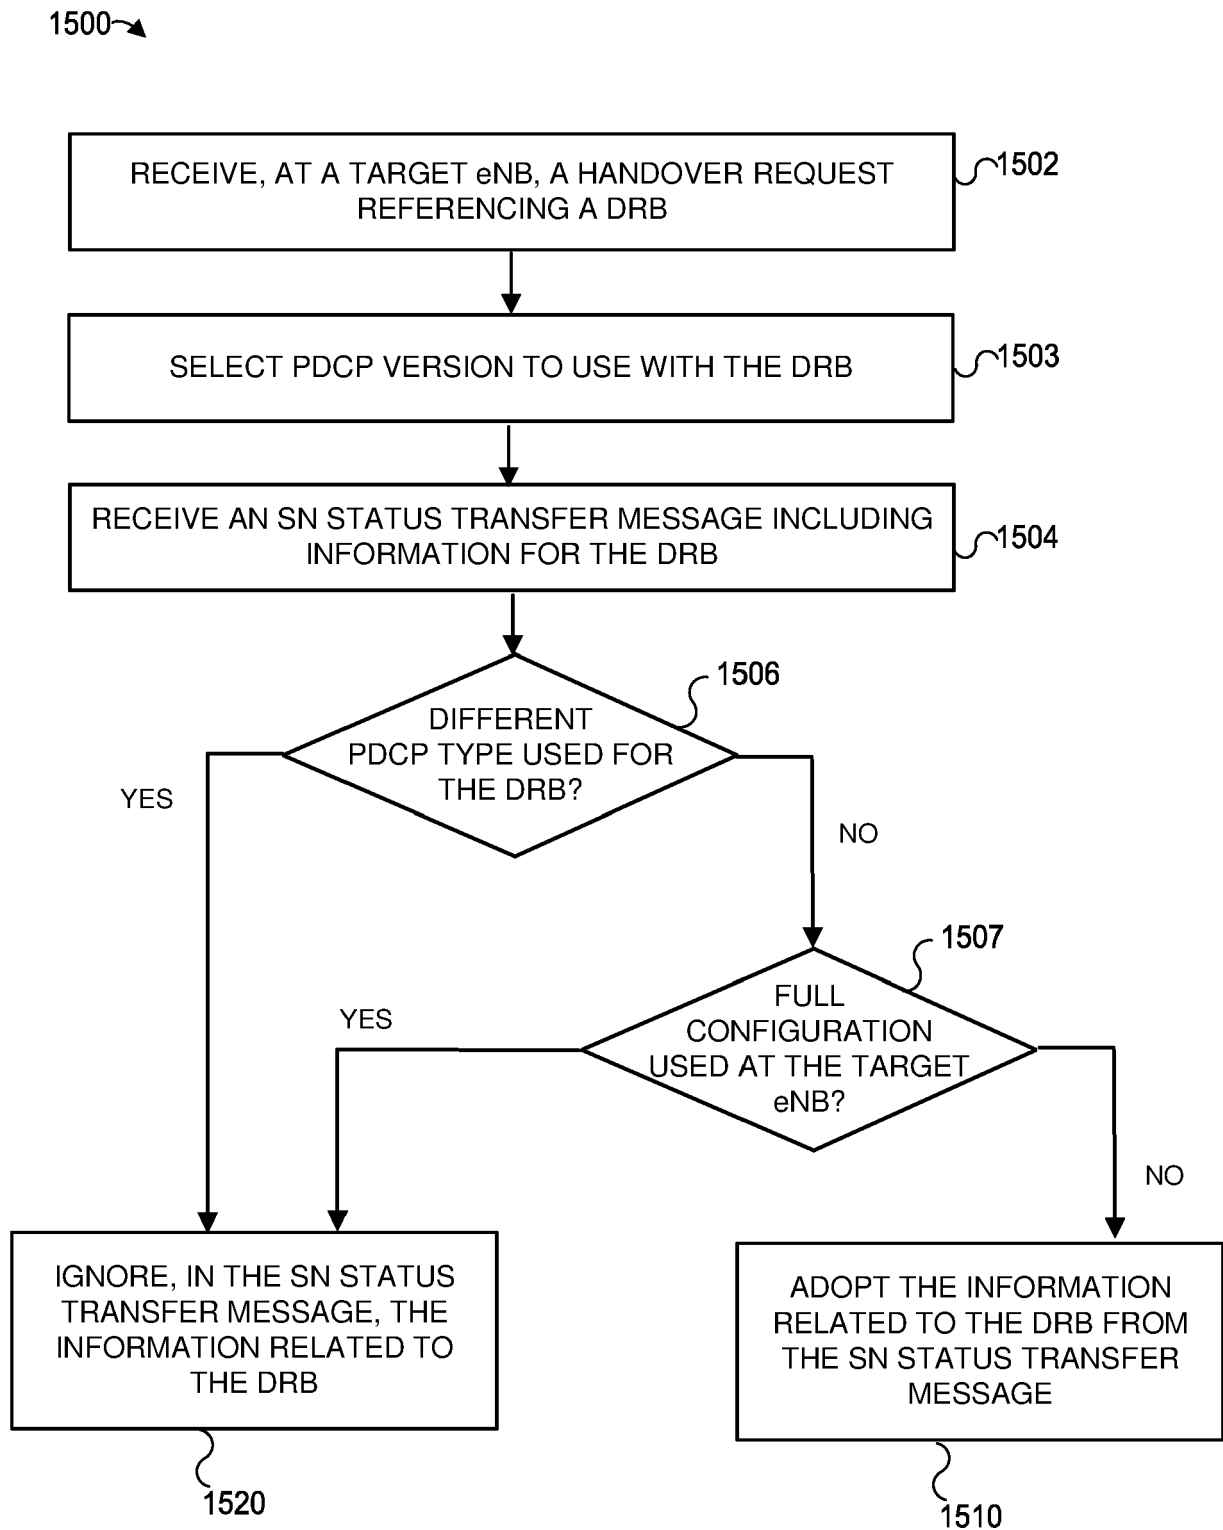 1500
RECEIVE, AT A TARGET eNB, A HANDOVER REQUEST
REFERENCING A DRB
1502
SELECT PDCP VERSION TO USE WITH THE DRB
1503
RECEIVE AN SN STATUS TRANSFER MESSAGE INCLUDING
INFORMATION FOR THE DRB
1504
1506
DIFFERENT
PDCP TYPE USED FOR
THE DRB?
YES
NO
1507
FULL
CONFIGURATION
USED AT THE TARGET
eNB?
YES
NO
IGNORE, IN THE SN STATUS
TRANSFER MESSAGE, THE
INFORMATION RELATED TO
THE DRB
ADOPT THE INFORMATION
RELATED TO THE DRB FROM
THE SN STATUS TRANSFER
MESSAGE
1520
1510